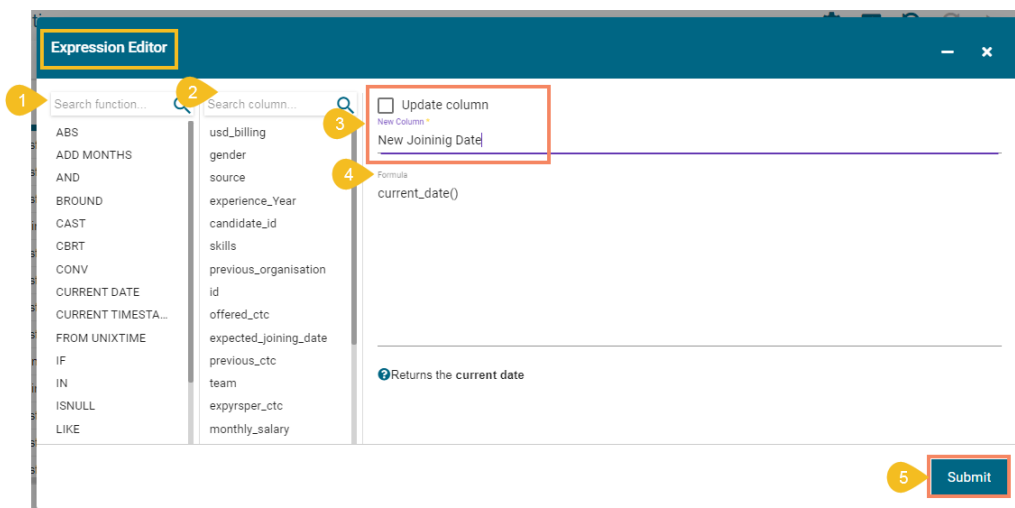 Expression Editor
1
Search function...
ABS
ADD MONTHS
AND
BROUND
CAST
CBRT
CONV
CURRENT DATE
CURRENT TIMESTA...
FROM UNIXTIME
IF
IN
ISNULL
LIKE
2
Search column...
usd_billing
gender
source
experience_Year
candidate_id
skills
previous_organisation
id
offered_ctc
expected_joining_date
previous_ctc
team
expyrsper_ctc
monthly_salary
Update column
3
New Column *
New Joininig Date
4
Formula
current_date()
Returns the current date
5
Submit